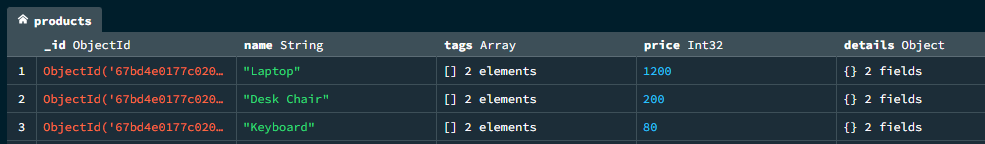 products
_id ObjectId name String tags Array price Int32 details Object
1 ObjectId('67bd4e0177c020… "Laptop" [] 2 elements 1200 {} 2 fields
2 ObjectId('67bd4e0177c020… "Desk Chair" [] 2 elements 200 {} 2 fields
3 ObjectId('67bd4e0177c020… "Keyboard" [] 2 elements 80 {} 2 fields